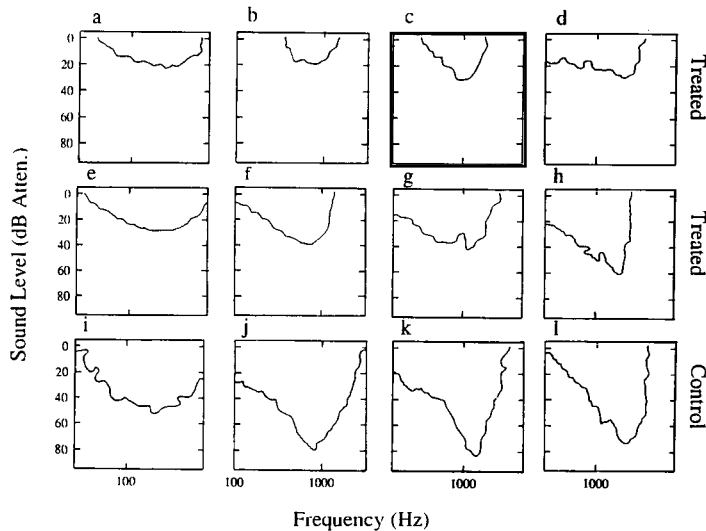 a b c d
0
20
40
60
80
Treated
e f g h
0
20
40
60
80
Treated
Sound Level (dB Atten.)
i j k l
0
20
40
60
80
Control
100 100 1000 1000 1000
Frequency (Hz)